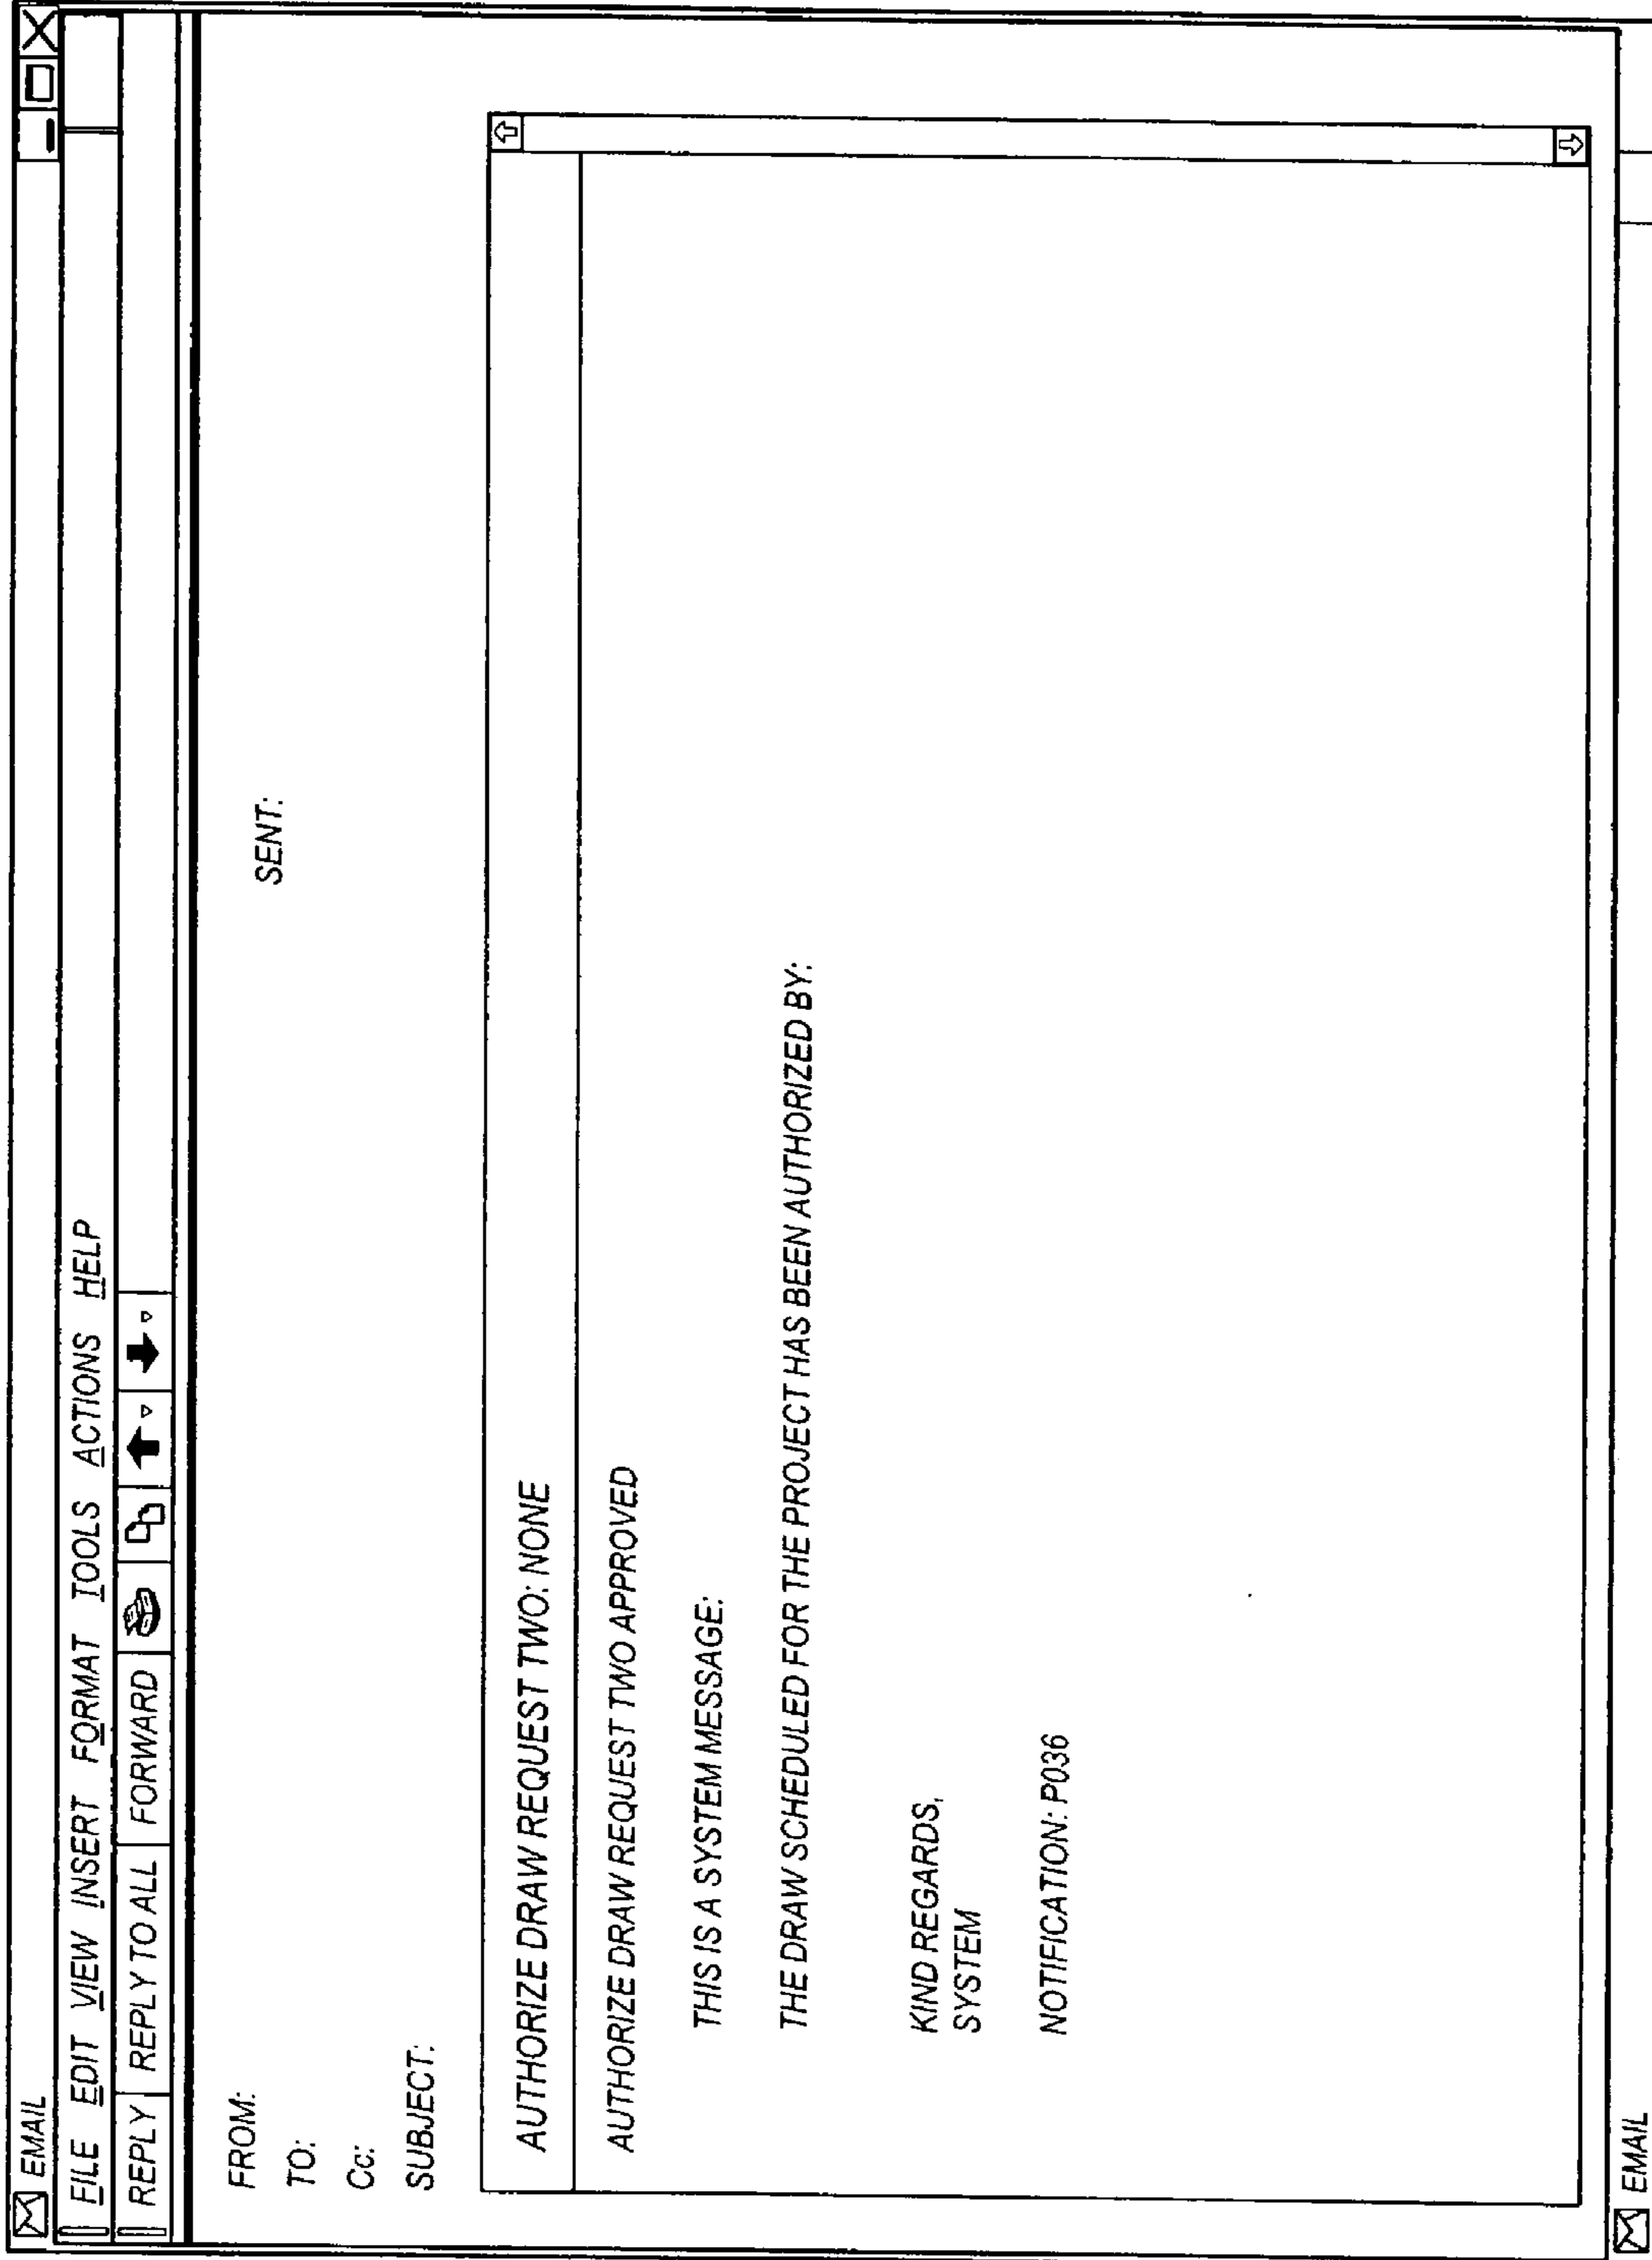 EMAIL
FILE EDIT VIEW INSERT FORMAT TOOLS ACTIONS HELP
REPLY REPLY TO ALL FORWARD
FROM:
SENT:
TO:
Cc:
SUBJECT:
AUTHORIZE DRAW REQUEST TWO: NONE
AUTHORIZE DRAW REQUEST TWO APPROVED
THIS IS A SYSTEM MESSAGE:
THE DRAW SCHEDULED FOR THE PROJECT HAS BEEN AUTHORIZED BY:
KIND REGARDS,
SYSTEM
NOTIFICATION: P036
EMAIL